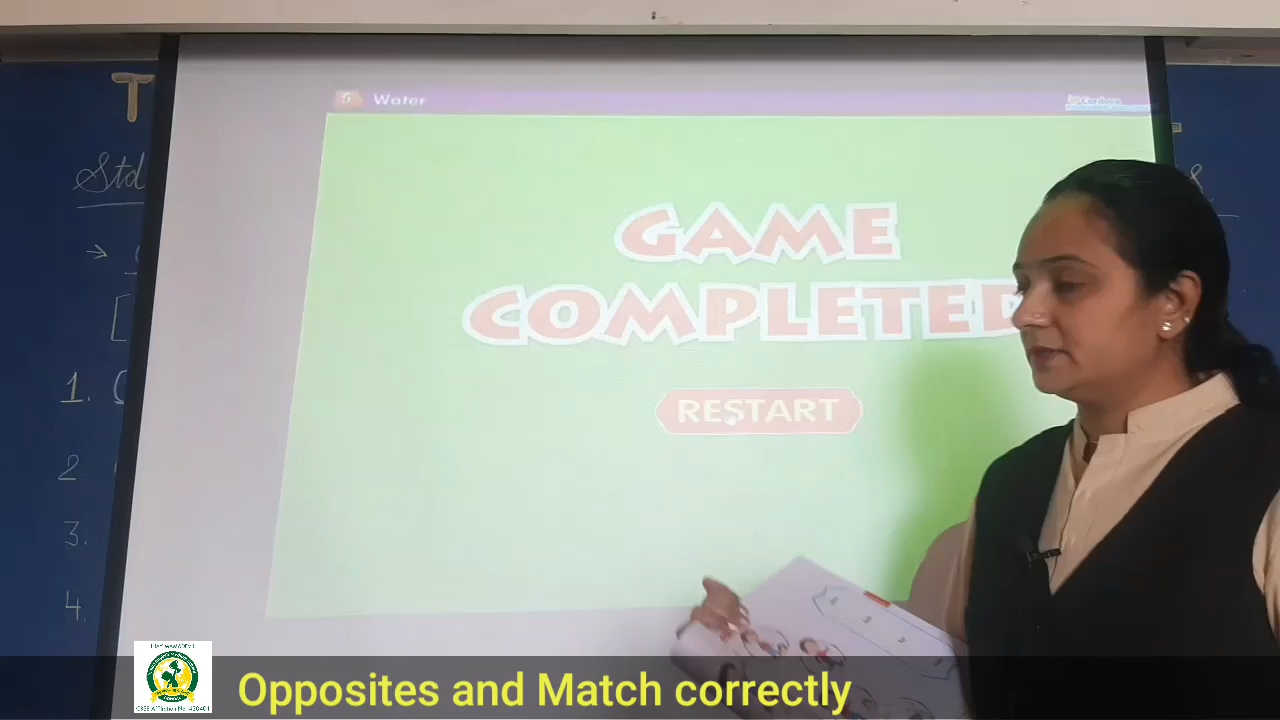 5 Water
Std
GAME
COMPLETED
RESTART
1.
2.
3.
4.
Opposites and Match correctly